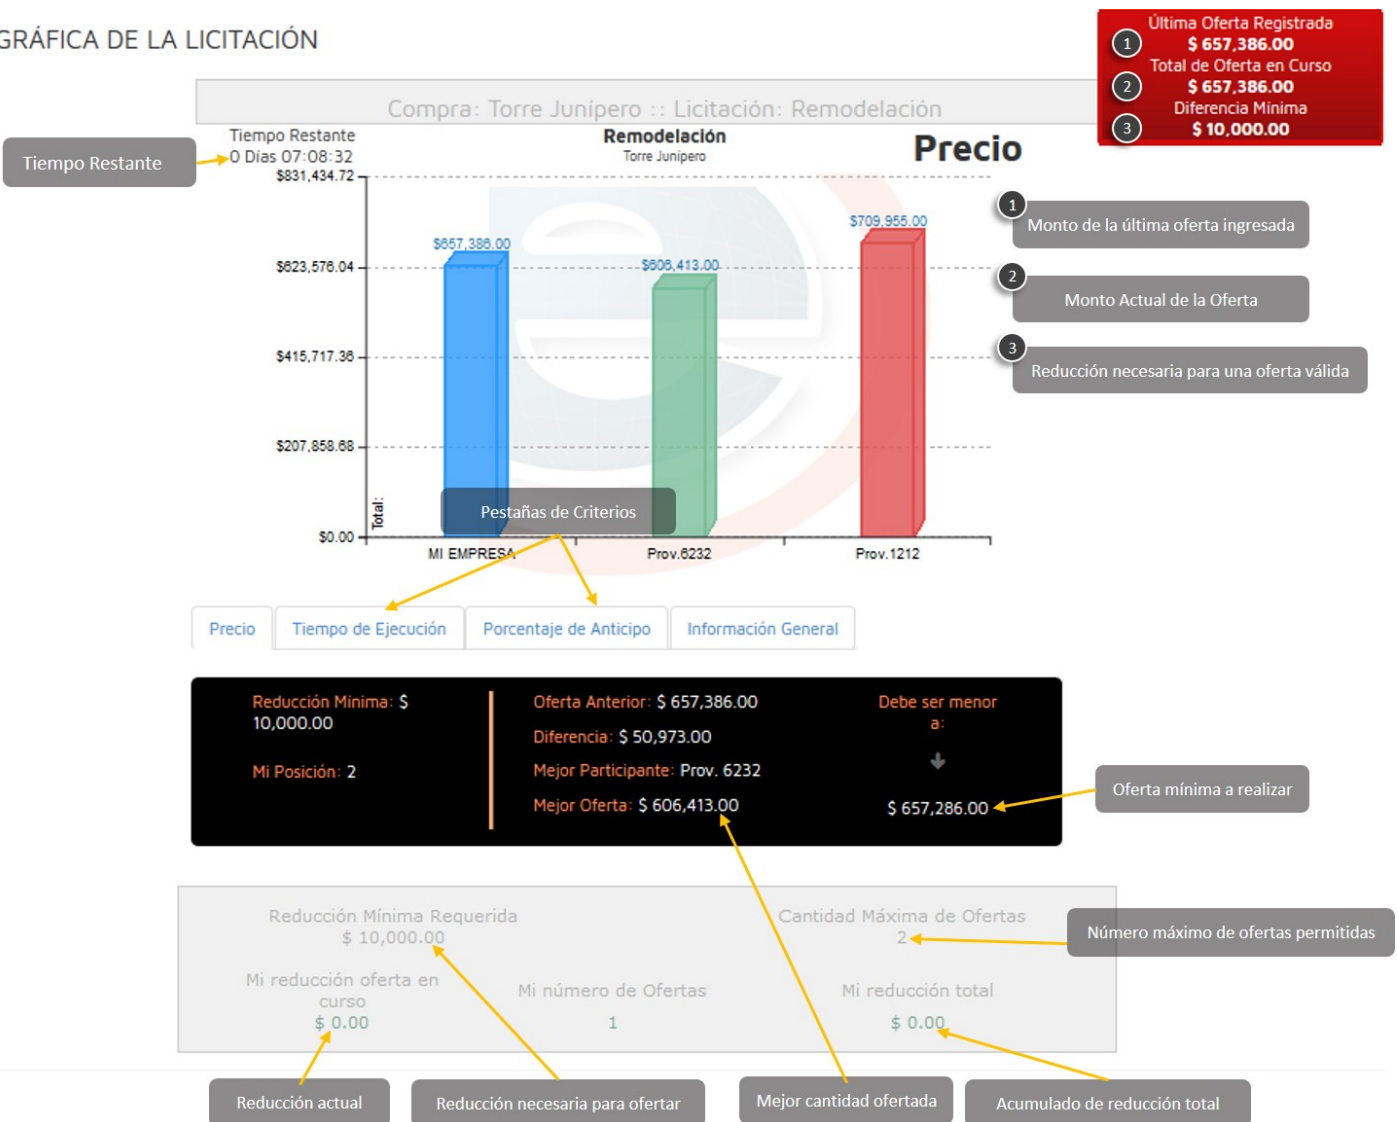 GRÁFICA DE LA LICITACIÓN
Última Oferta Registrada
1
$ 657,386.00
Total de Oferta en Curso
2
$ 657,386.00
Diferencia Mínima
3
$ 10,000.00
Compra: Torre Junípero :: Licitación: Remodelación
Tiempo Restante
Tiempo Restante
0 Días 07:08:32
Remodelación
Torre Junípero
Precio
$831,434.72
$623,576.04
$415,717.36
$207,858.68
$0.00
Total:
$657,386.00
$606,413.00
$709,955.00
MI EMPRESA
Prov.6232
Prov.1212
1
Monto de la última oferta ingresada
2
Monto Actual de la Oferta
3
Reducción necesaria para una oferta válida
Pestañas de Criterios
Precio
Tiempo de Ejecución
Porcentaje de Anticipo
Información General
Reducción Mínima: $
10,000.00
Mi Posición: 2
Oferta Anterior: $ 657,386.00
Diferencia: $ 50,973.00
Mejor Participante: Prov. 6232
Mejor Oferta: $ 606,413.00
Debe ser menor
a:
$ 657,286.00
Oferta mínima a realizar
Reducción Mínima Requerida
$ 10,000.00
Cantidad Máxima de Ofertas
2
Número máximo de ofertas permitidas
Mi reducción oferta en
curso
$ 0.00
Mi número de Ofertas
1
Mi reducción total
$ 0.00
Reducción actual
Reducción necesaria para ofertar
Mejor cantidad ofertada
Acumulado de reducción total